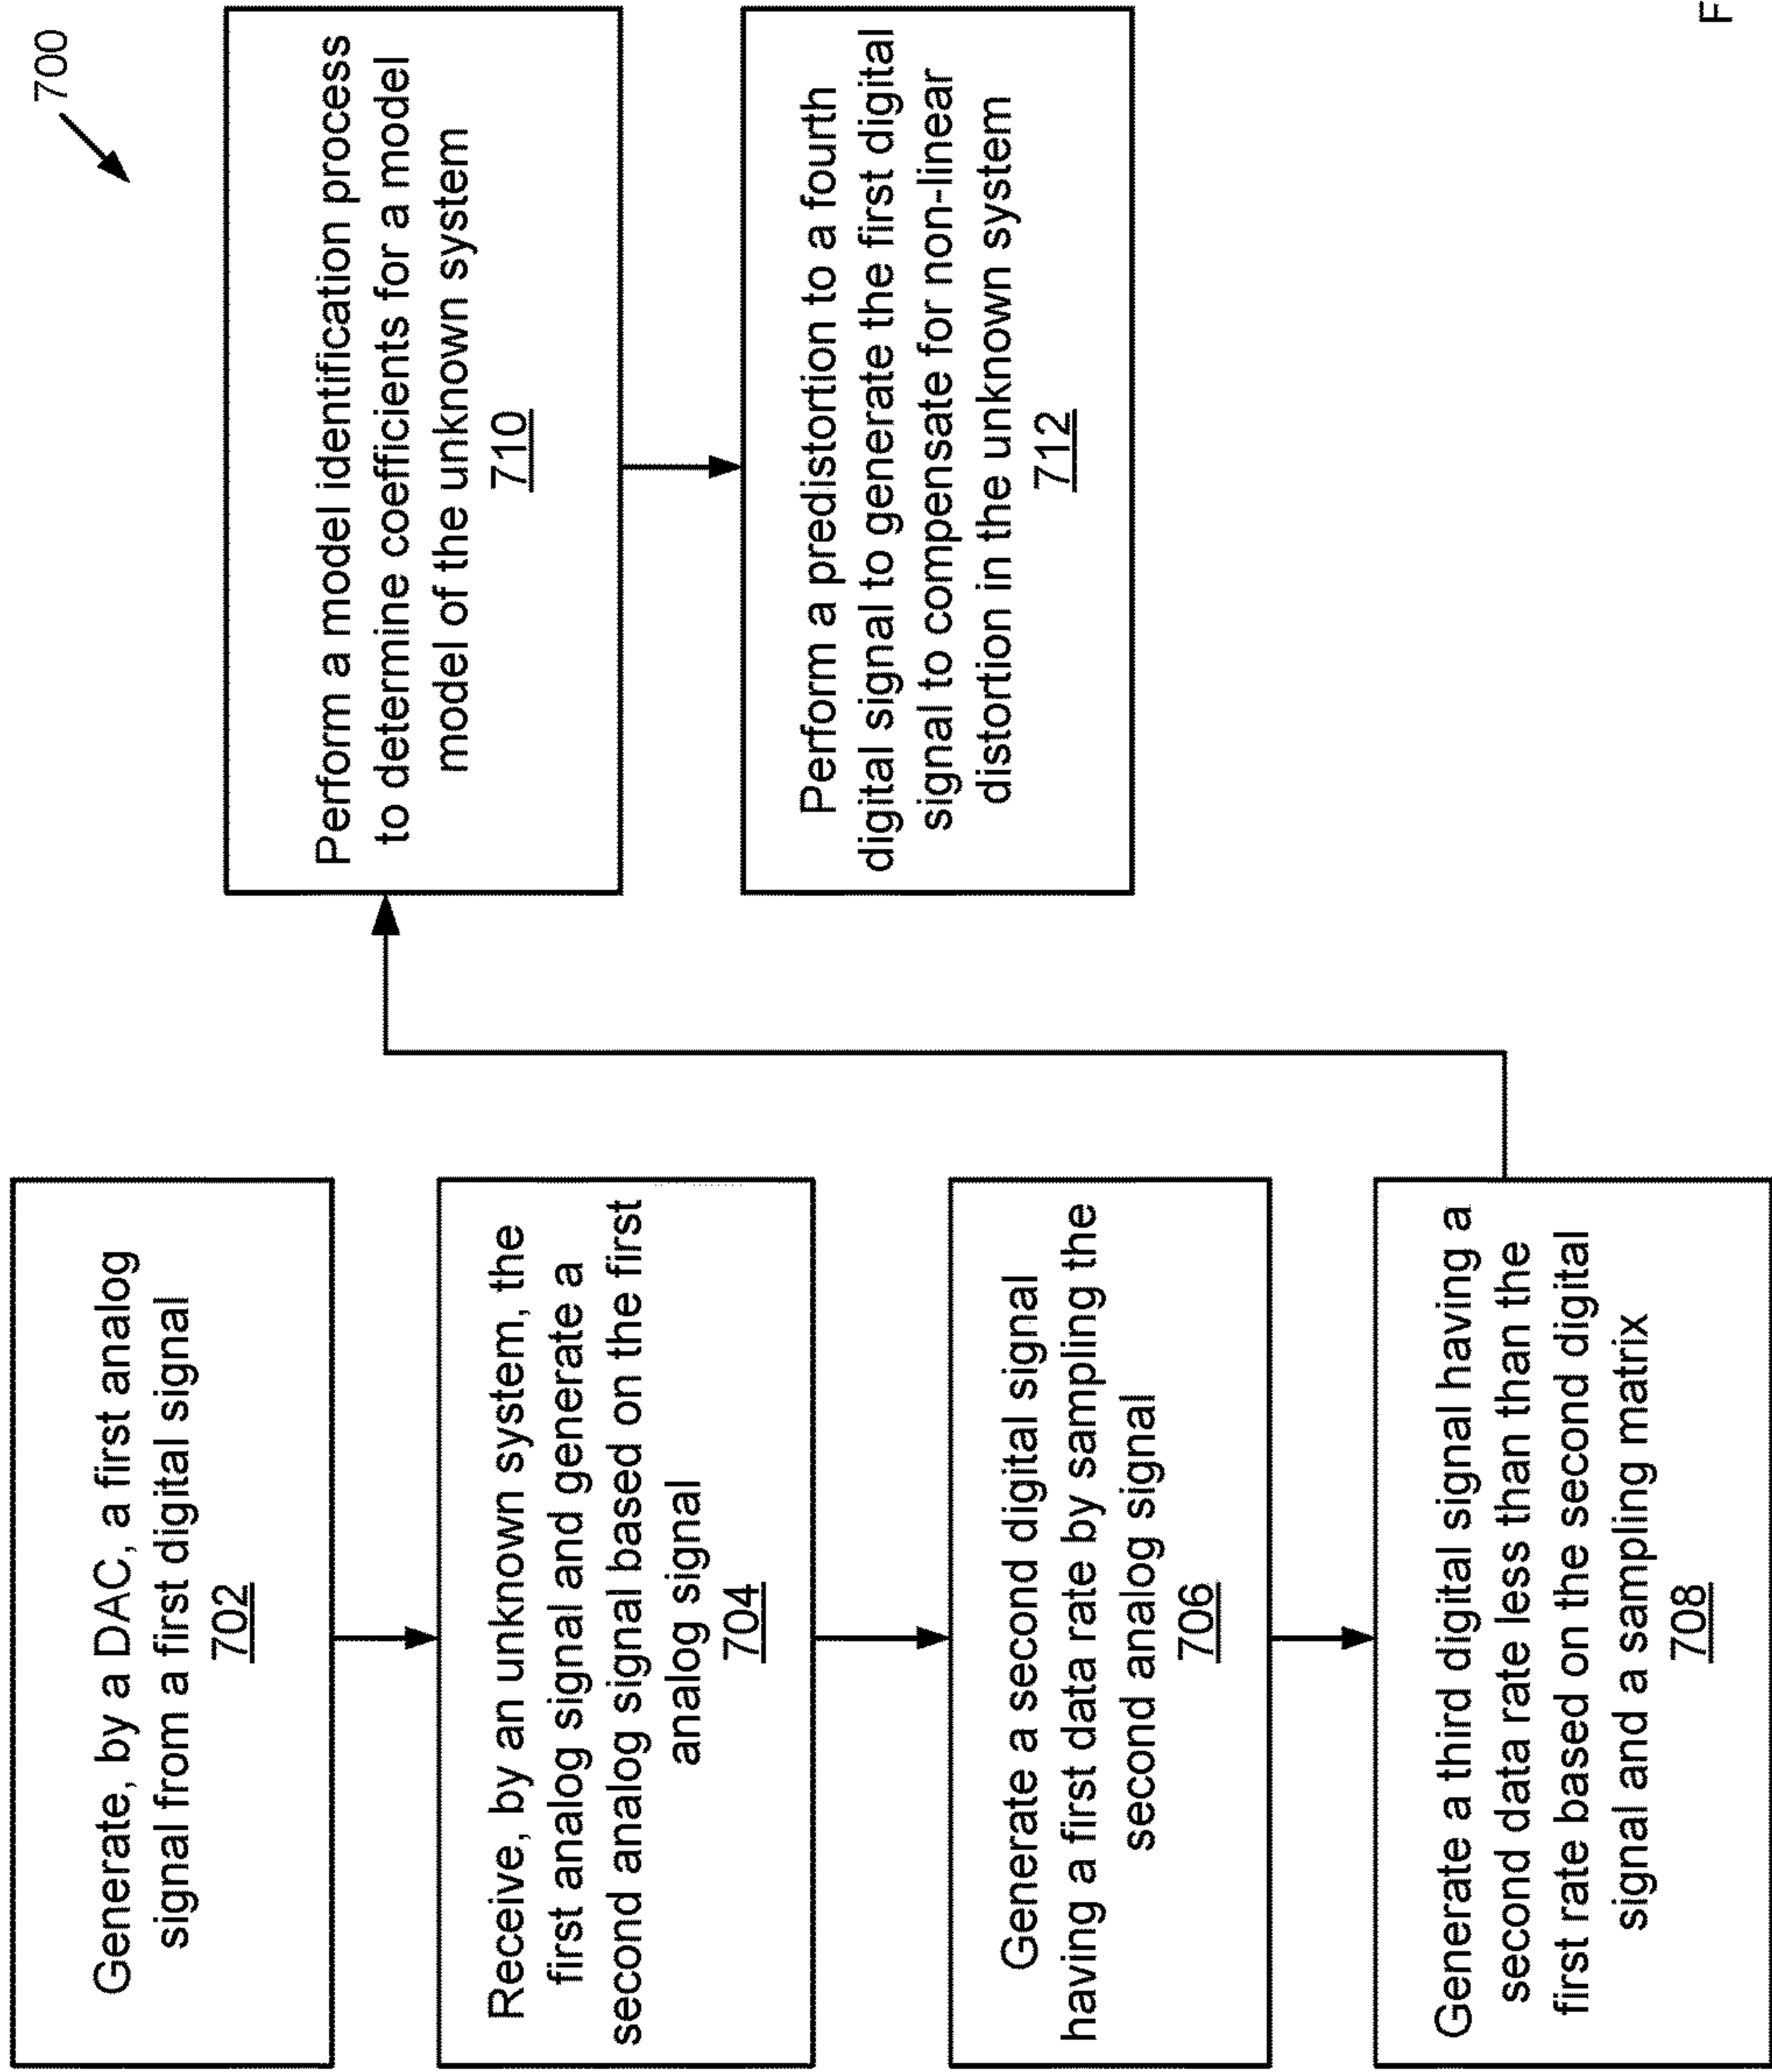 700
Generate, by a DAC, a first analog
signal from a first digital signal
702
Receive, by an unknown system, the
first analog signal and generate a
second analog signal based on the first
analog signal
704
Generate a second digital signal
having a first data rate by sampling the
second analog signal
706
Generate a third digital signal having a
second data rate less than the
first rate based on the second digital
signal and a sampling matrix
708
Perform a model identification process
to determine coefficients for a model
model of the unknown system
710
Perform a predistortion to a fourth
digital signal to generate the first digital
signal to compensate for non-linear
distortion in the unknown system
712
F